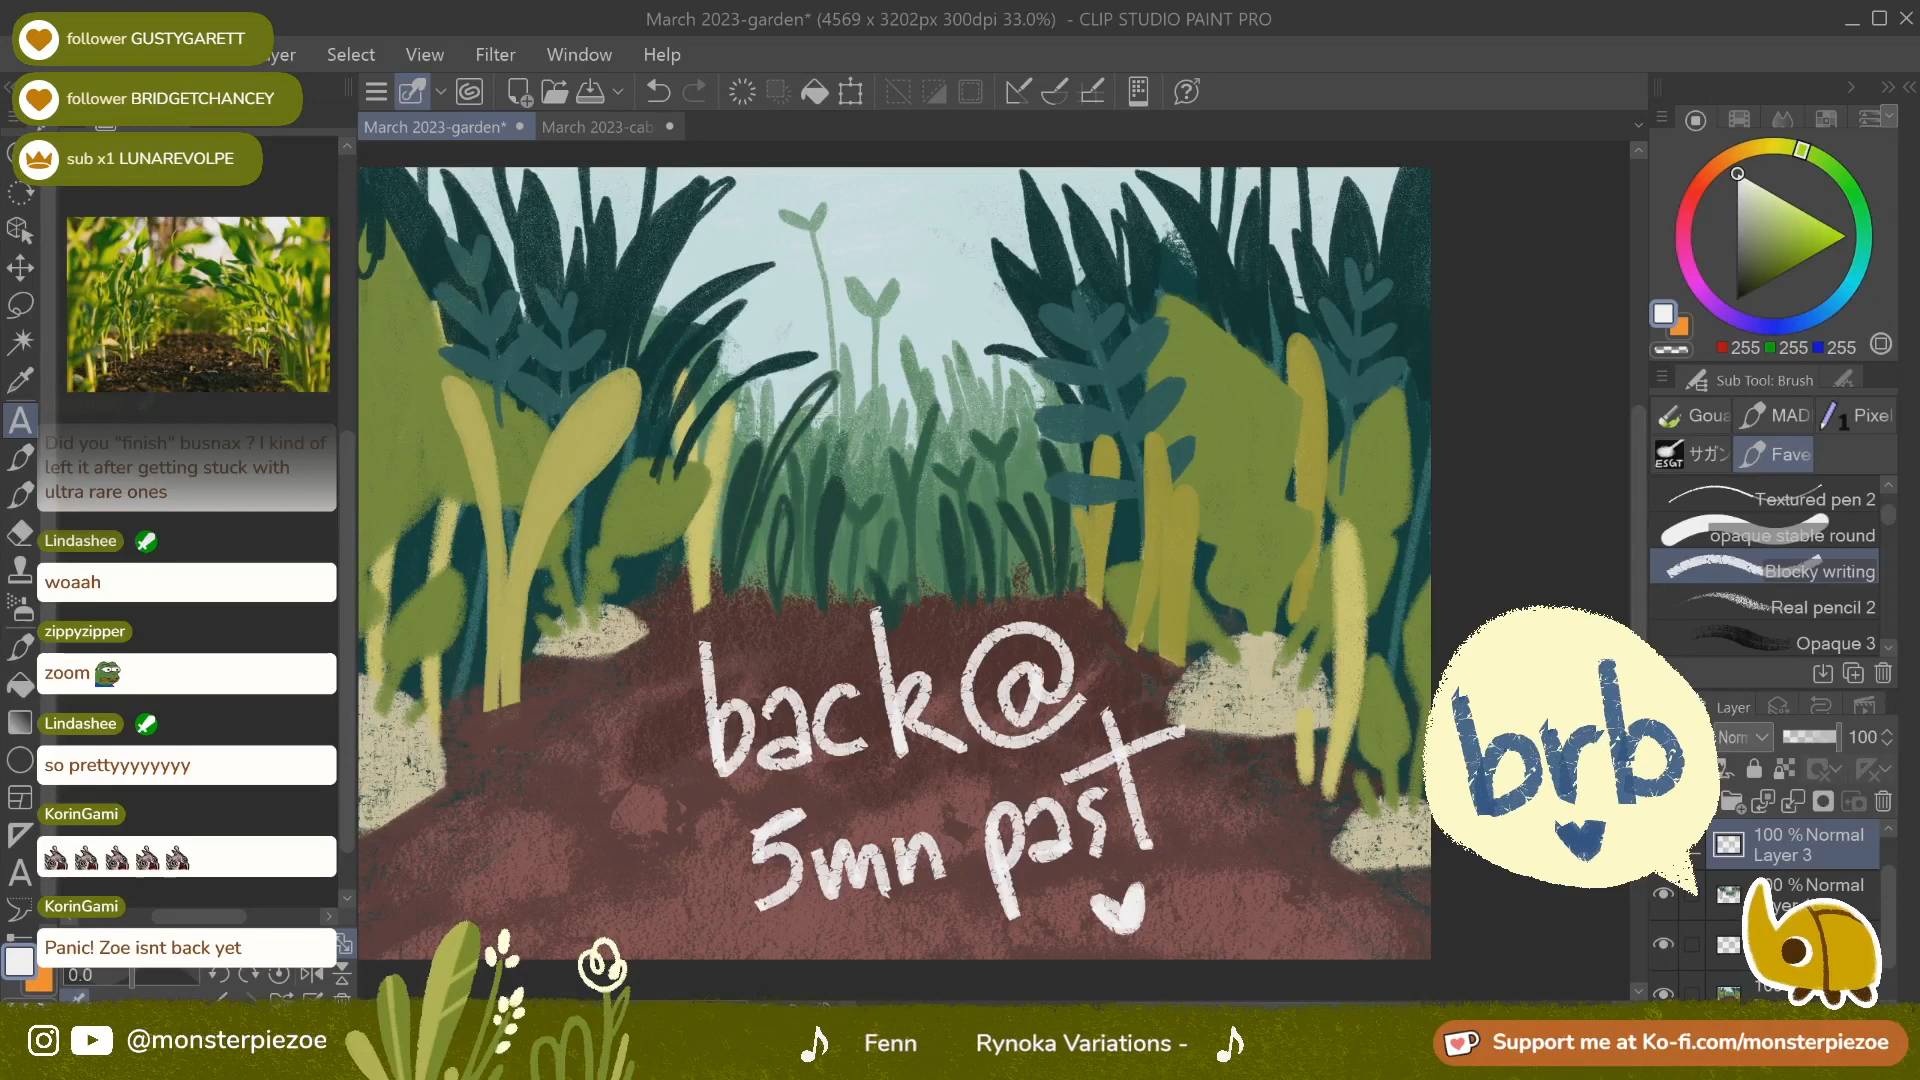 March 2023-garden* (4569 x 3202px 300dpi 33.0%) - CLIP STUDIO PAINT PRO
follower GUSTYGARETT
Select View Filter Window Help
follower BRIDGETCHANCEY
sub x1 LUNAREVOLPE
March 2023-garden*
March 2023-cab
255 255 255
Sub Tool: Brush
MAD
Pixel
ESGT
Textured pen 2
opaque stable round
Blocky writing
Real pencil 2
Opaque 3
Layer
100
100 % Normal
Layer 3
Normal
Did you "finish" busnax ? I kind of
left it after getting stuck with
ultra rare ones
Lindashee
woaah
zippyzipper
zoom
Lindashee
so prettyyyyyyyy
KorinGami
KorinGami
Panic! Zoe isnt back yet
0.0
back@
5mn past
brb
@monsterpiezoe
Fenn
Rynoka Variations -
Support me at Ko-fi.com/monsterpiezoe